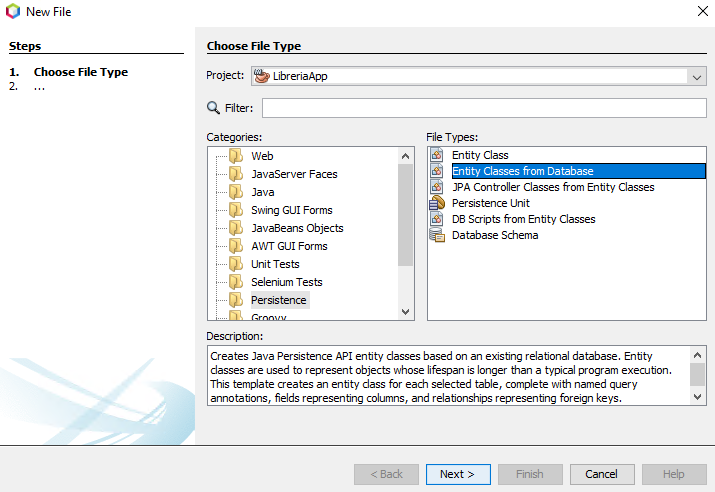 New File
Steps
1. Choose File Type
2. ...
Choose File Type
Project: LibreriaApp
Filter:
Categories:
Web
JavaServer Faces
Java
Swing GUI Forms
JavaBeans Objects
AWT GUI Forms
Unit Tests
Selenium Tests
Persistence
Groovy
File Types:
Entity Class
Entity Classes from Database
JPA Controller Classes from Entity Classes
Persistence Unit
DB Scripts from Entity Classes
Database Schema
Description:
Creates Java Persistence API entity classes based on an existing relational database. Entity
classes are used to represent objects whose lifespan is longer than a typical program execution.
This template creates an entity class for each selected table, complete with named query
annotations, fields representing columns, and relationships representing foreign keys.
< Back
Next >
Finish
Cancel
Help